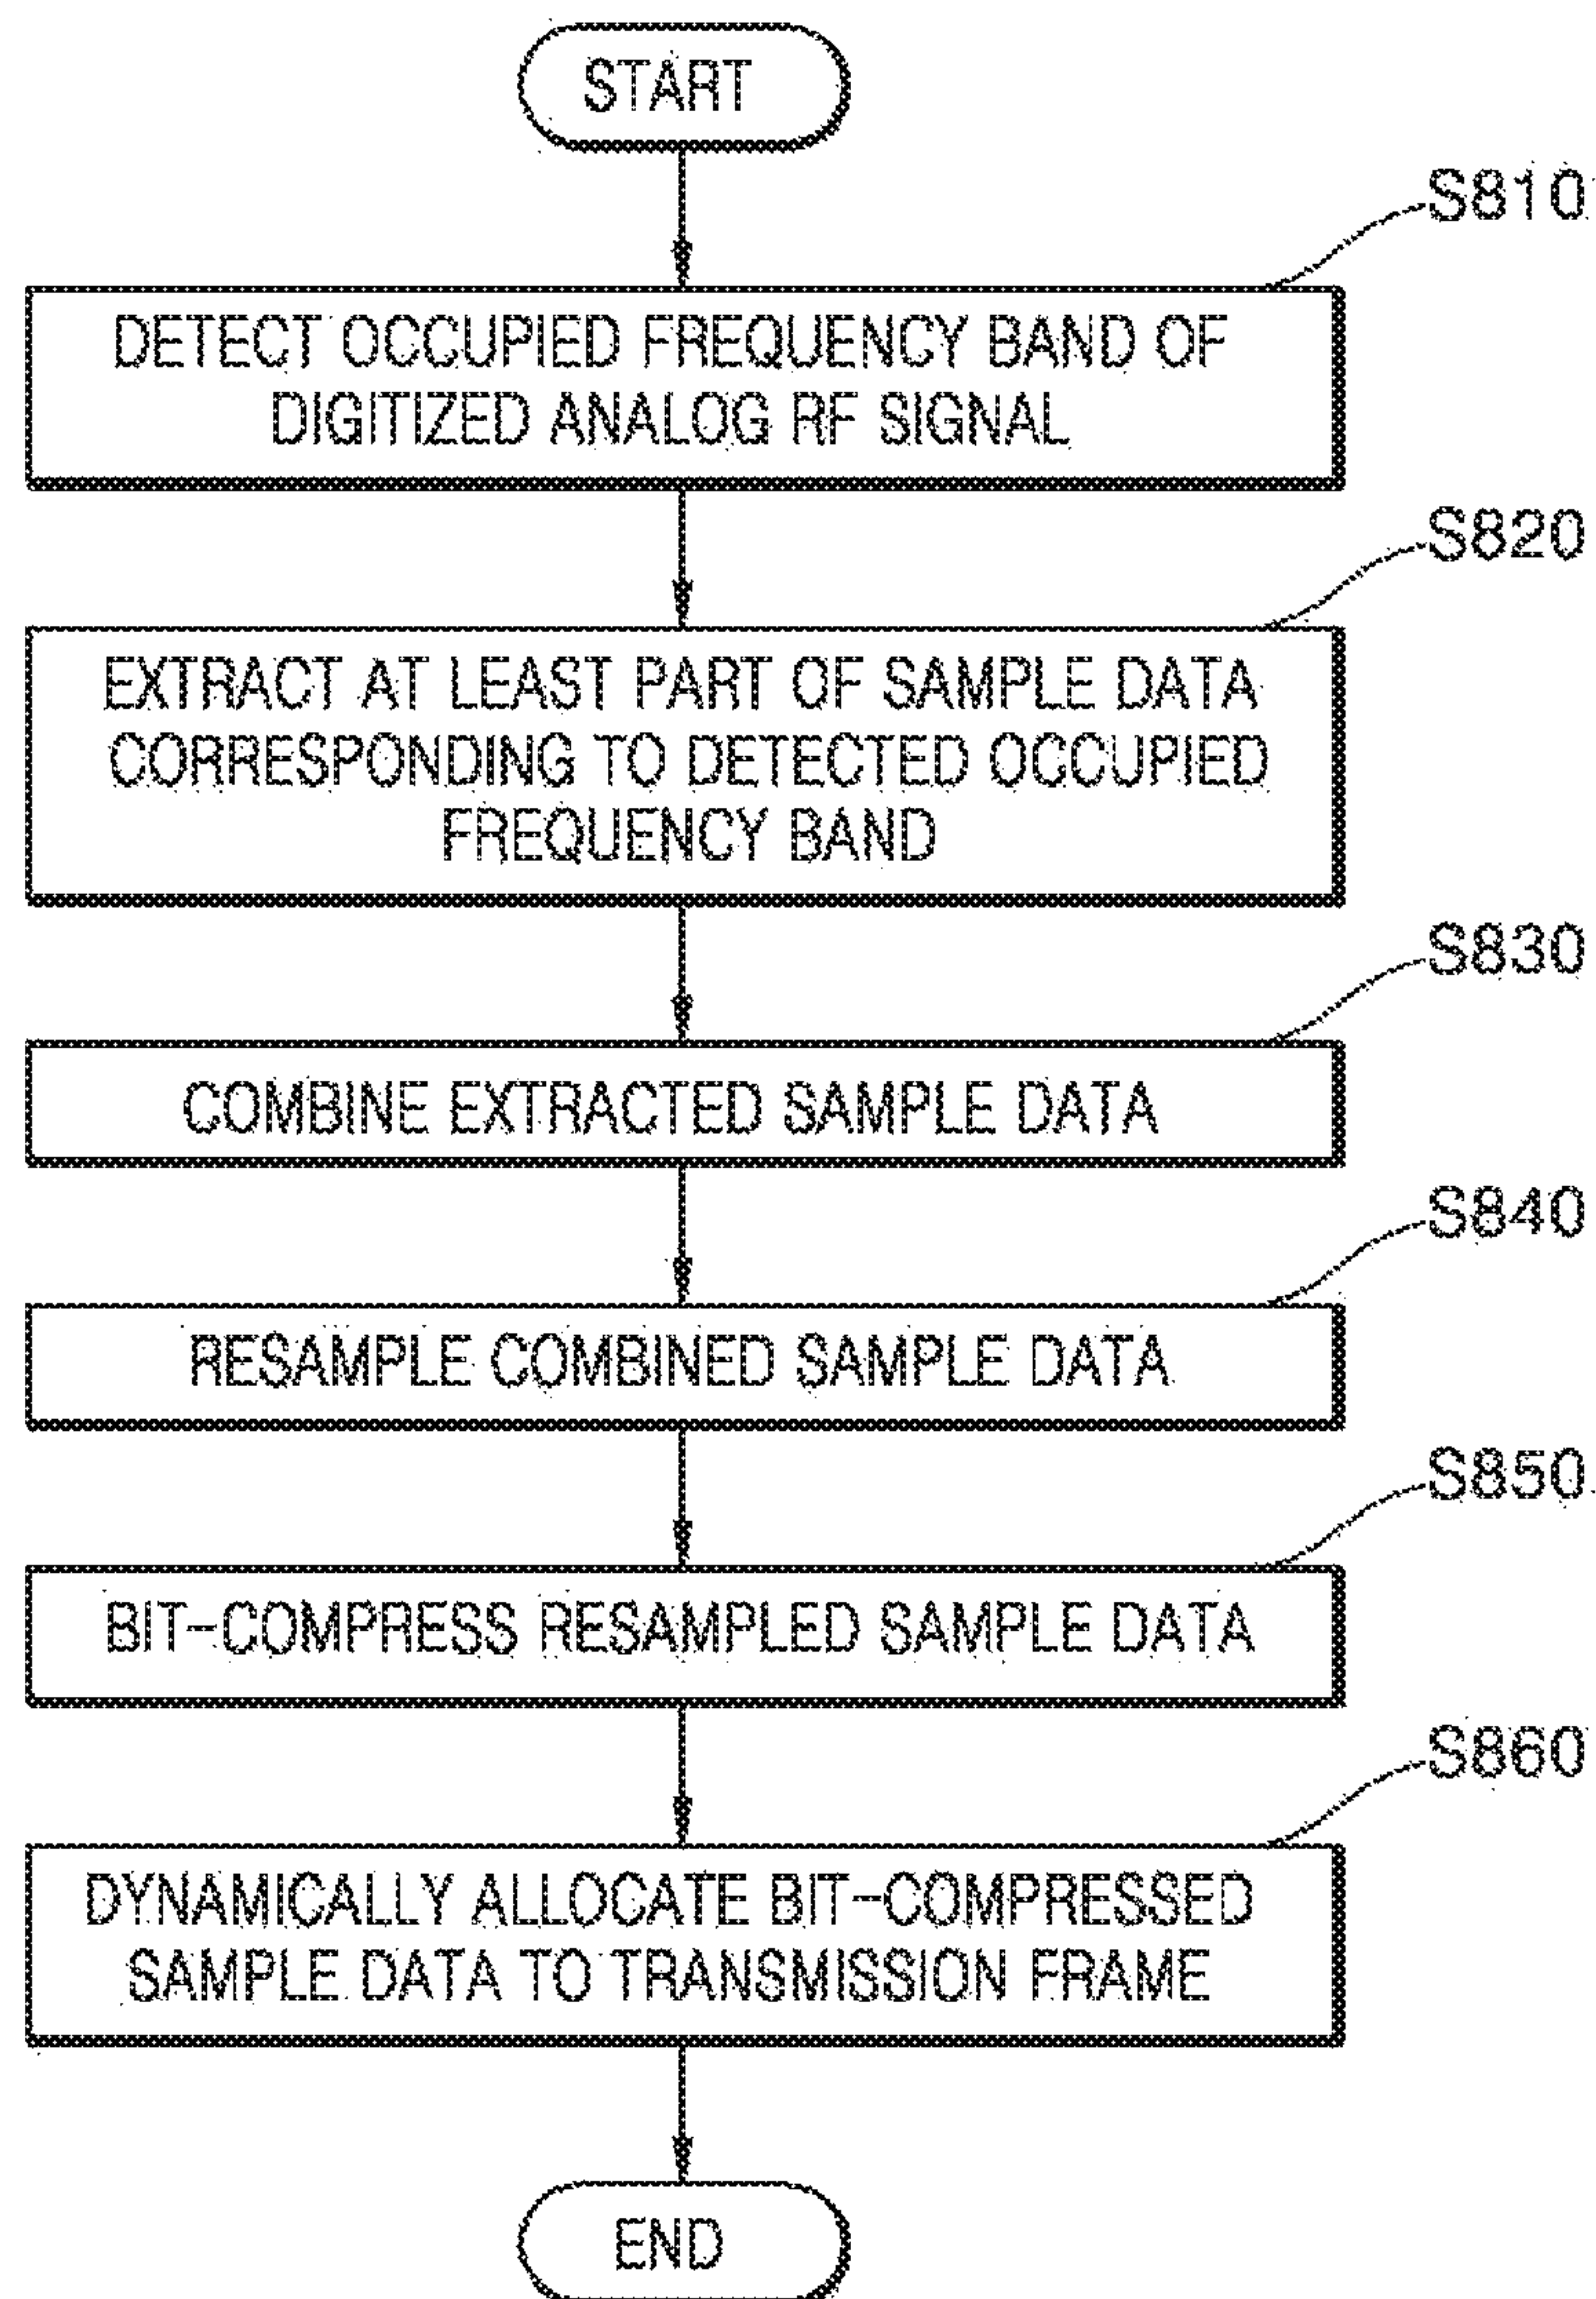 START
S810
DETECT OCCUPIED FREQUENCY BAND OF
DIGITIZED ANALOG RF SIGNAL
S820
EXTRACT AT LEAST PART OF SAMPLE DATA
CORRESPONDING TO DETECTED OCCUPIED
FREQUENCY BAND
S830
COMBINE EXTRACTED SAMPLE DATA
S840
RESAMPLE COMBINED SAMPLE DATA
S850
BIT-COMPRESS RESAMPLED SAMPLE DATA
S860
DYNAMICALLY ALLOCATE BIT-COMPRESSED
SAMPLE DATA TO TRANSMISSION FRAME
END